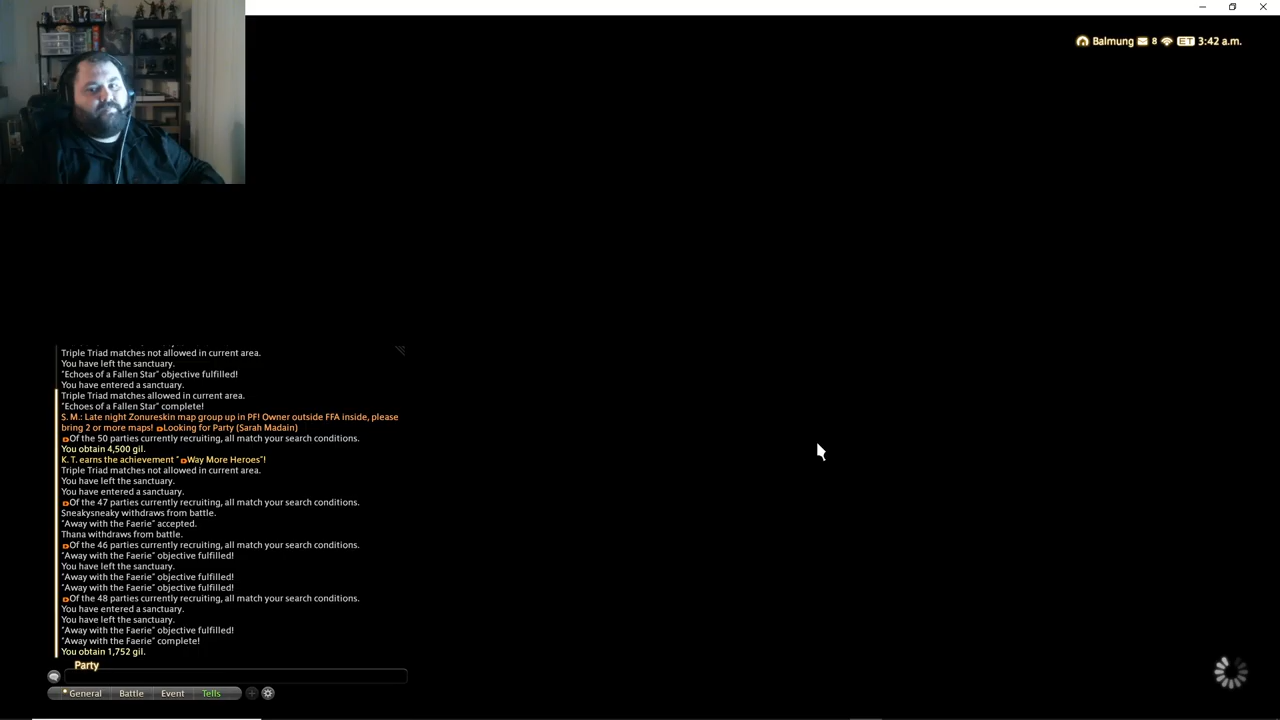 Balmung 8 ET 3:42 a.m.
Triple Triad matches not allowed in current area.
You have left the sanctuary.
"Echoes of a Fallen Star" objective fulfilled!
You have entered a sanctuary.
Triple Triad matches allowed in current area.
"Echoes of a Fallen Star" complete!
S. M.: Late night Zonureskin map group up in PF! Owner outside FFA inside, please
bring 2 or more maps! Looking for Party (Sarah Madain)
Of the 50 parties currently recruiting, all match your search conditions.
You obtain 4,500 gil.
K. T. earns the achievement "Way More Heroes"!
Triple Triad matches not allowed in current area.
You have left the sanctuary.
You have entered a sanctuary.
Of the 47 parties currently recruiting, all match your search conditions.
Sneakysneaky withdraws from battle.
"Away with the Faerie" accepted.
Thana withdraws from battle.
Of the 46 parties currently recruiting, all match your search conditions.
"Away with the Faerie" objective fulfilled!
You have left the sanctuary.
"Away with the Faerie" objective fulfilled!
"Away with the Faerie" objective fulfilled!
Of the 48 parties currently recruiting, all match your search conditions.
You have entered a sanctuary.
You have left the sanctuary.
"Away with the Faerie" objective fulfilled!
"Away with the Faerie" complete!
You obtain 1,752 gil.
Party
General Battle Event Tells